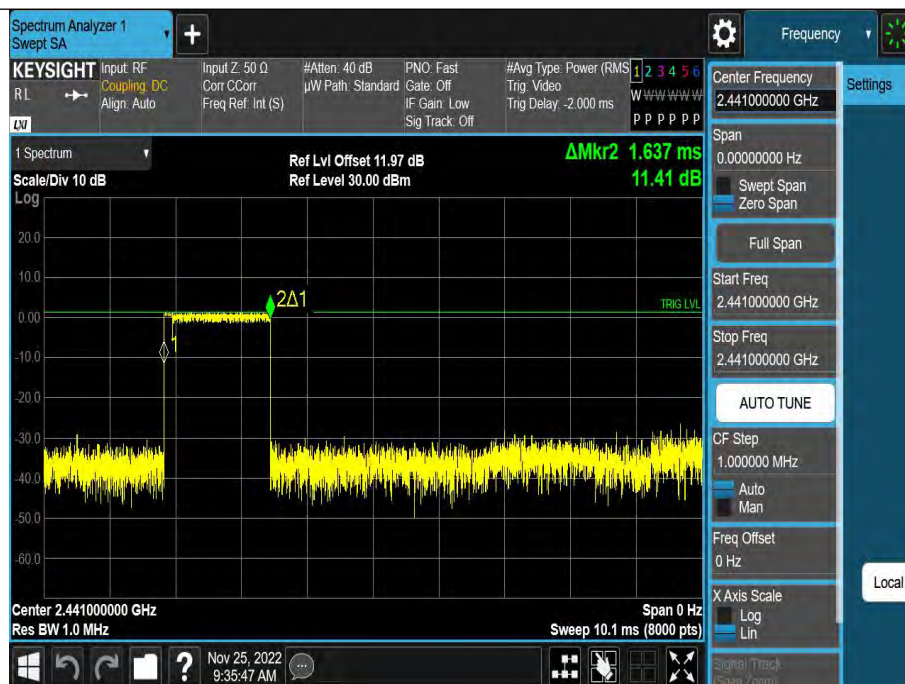 Spectrum Analyzer 1
Swept SA
Frequency
KEYSIGHT
RL
LXI
Input: RF
Coupling: DC
Align: Auto
Input Z: 50 Ω
Corr CCorr
Freq Ref: Int (S)
#Atten: 40 dB
µW Path: Standard
PNO: Fast
Gate: Off
IF Gain: Low
Sig Track: Off
#Avg Type: Power (RMS
Trig: Video
Trig Delay: -2.000 ms
1 2 3 4 5 6
W W W W W W
P P P P P P
1 Spectrum
Scale/Div 10 dB
Ref Lvl Offset 11.97 dB
Ref Level 30.00 dBm
ΔMkr2 1.637 ms
11.41 dB
Log
20.0
10.0
0.00
-10.0
-20.0
-30.0
-40.0
-50.0
-60.0
2Δ1
TRIG LVL
Center 2.441000000 GHz
Res BW 1.0 MHz
Span 0 Hz
Sweep 10.1 ms (8000 pts)
Center Frequency
2.441000000 GHz
Span
0.00000000 Hz
Swept Span
Zero Span
Full Span
Start Freq
2.441000000 GHz
Stop Freq
2.441000000 GHz
AUTO TUNE
CF Step
1.000000 MHz
Auto
Man
Freq Offset
0 Hz
X Axis Scale
Log
Lin
Signal Track
(Span Zoom)
Settings
Local
Nov 25, 2022
9:35:47 AM